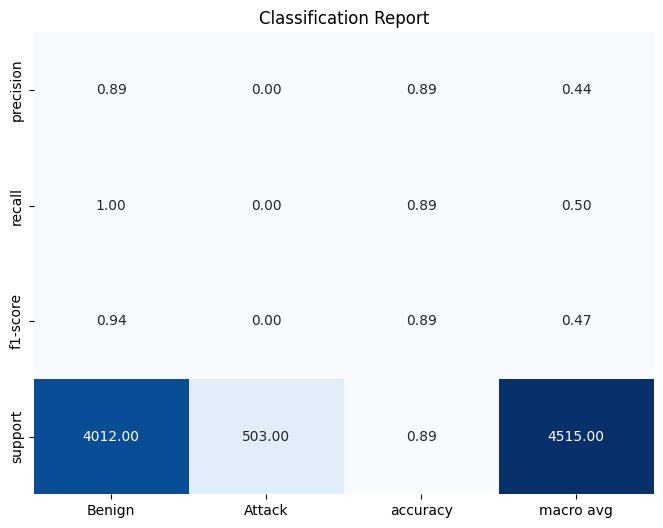 Classification Report
precision 0.89 0.00 0.89 0.44
recall 1.00 0.00 0.89 0.50
f1-score 0.94 0.00 0.89 0.47
support 4012.00 503.00 0.89 4515.00
Benign Attack accuracy macro avg